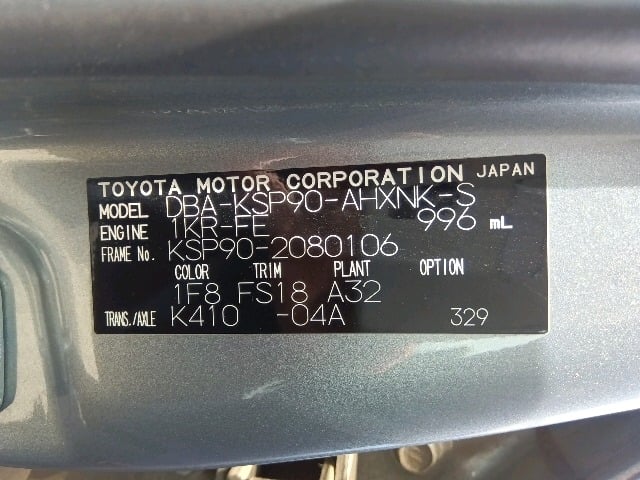 TOYOTA MOTOR CORPORATION JAPAN
MODEL DBA-KSP90-AHXNK-S
ENGINE 1KR-FE 996 mL
FRAME No. KSP90-2080106
COLOR TRIM PLANT OPTION
1F8 FS18 A32
TRANS./AXLE K410 -04A 329